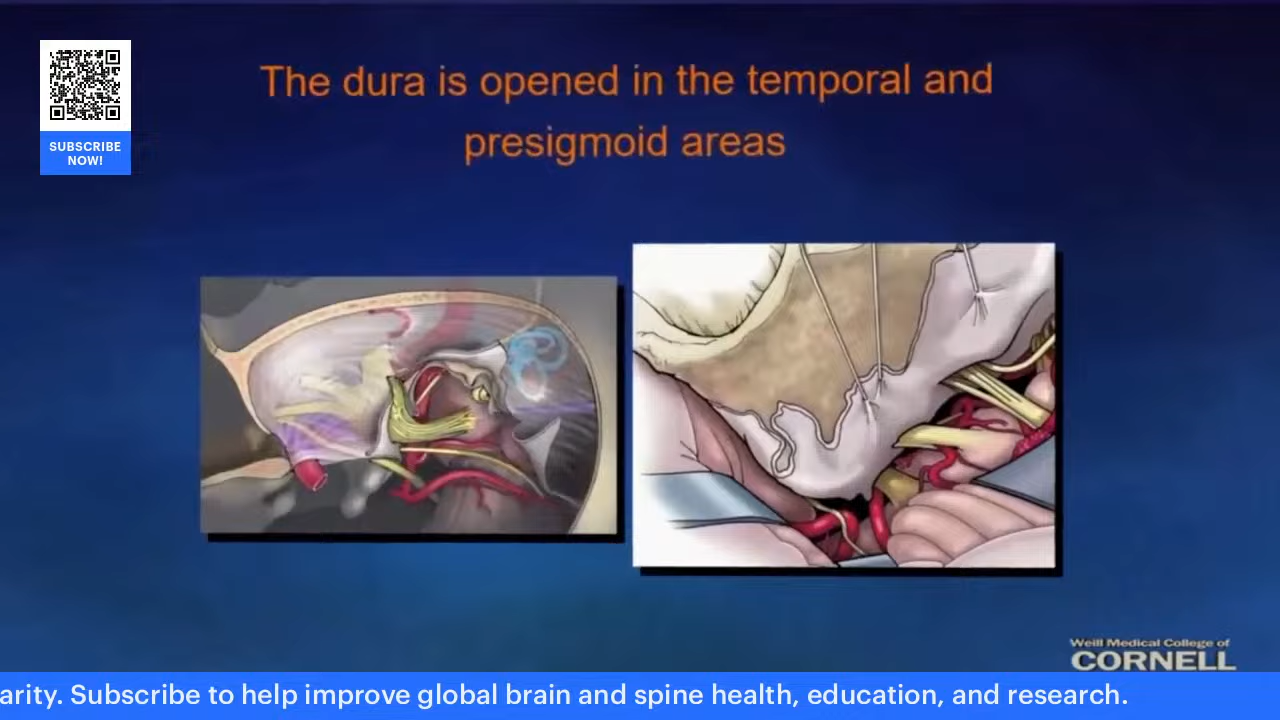 SUBSCRIBE
NOW!
The dura is opened in the temporal and
presigmoid areas
Weill Medical College of
CORNELL
arity. Subscribe to help improve global brain and spine health, education, and research.